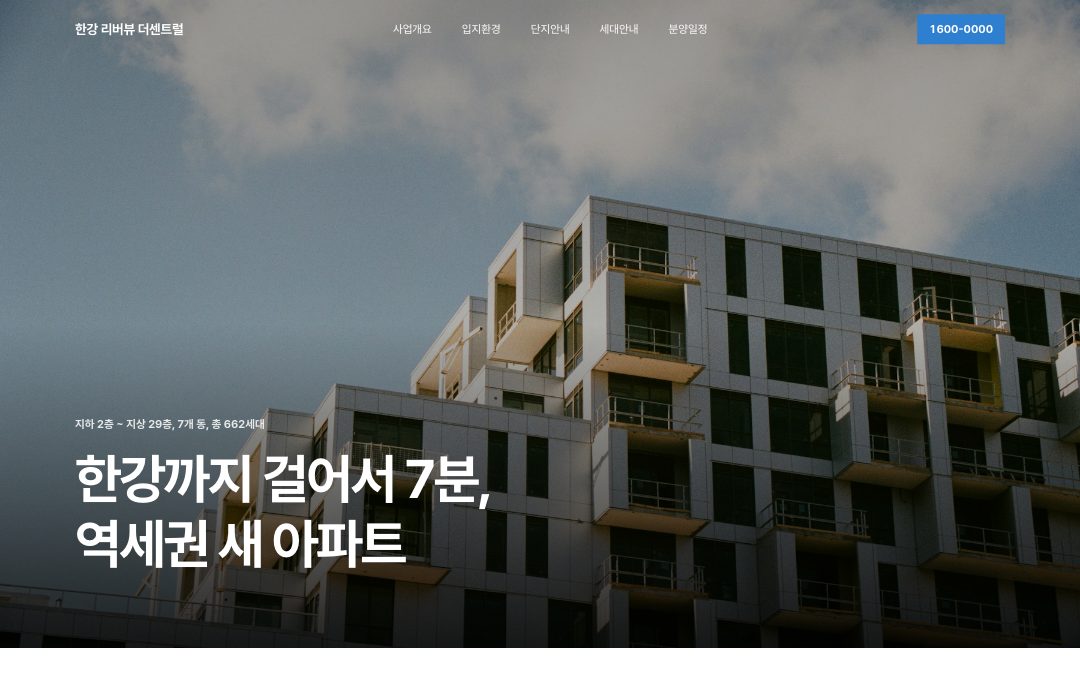 한강 리버뷰 더센트럴
사업개요 입지환경 단지안내 세대안내 분양일정
1600-0000
지하 2층 ~ 지상 29층, 7개 동, 총 662세대
한강까지 걸어서 7분,
역세권 새 아파트